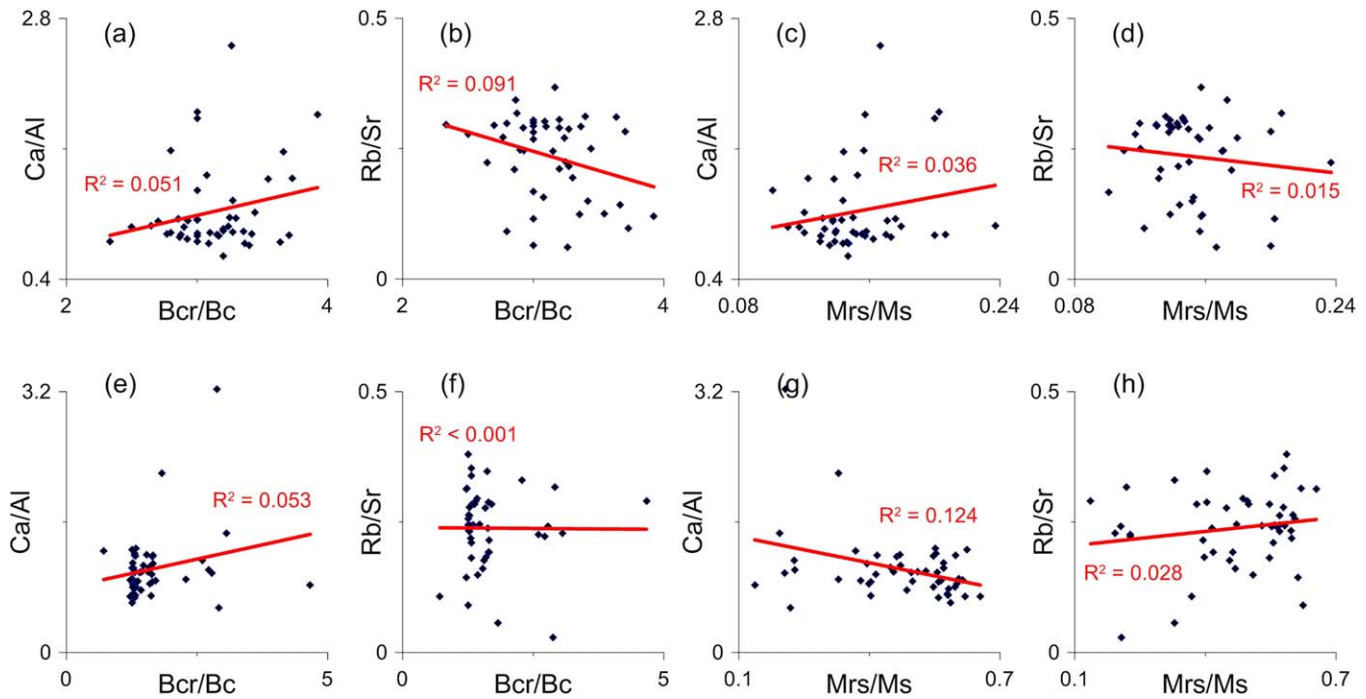 (a)
2.8
Ca/Al
R² = 0.051
0.4
2
Bcr/Bc
4
(b)
0.5
Rb/Sr
R² = 0.091
0
2
Bcr/Bc
4
(c)
2.8
Ca/Al
R² = 0.036
0.4
0.08
Mrs/Ms
0.24
(d)
0.5
Rb/Sr
R² = 0.015
0
0.08
Mrs/Ms
0.24
(e)
3.2
Ca/Al
R² = 0.053
0
2
Bcr/Bc
5
(f)
0.5
Rb/Sr
R² < 0.001
0
2
Bcr/Bc
5
(g)
3.2
Ca/Al
R² = 0.124
0
0.1
Mrs/Ms
0.7
(h)
0.5
Rb/Sr
R² = 0.028
0
0.1
Mrs/Ms
0.7